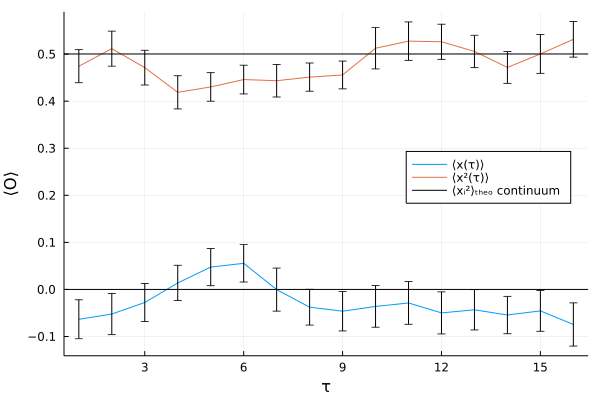 0.5
0.4
0.3
0.2
0.1
0.0
−0.1
⟨O⟩
⟨x(τ)⟩
⟨x²(τ)⟩
⟨xᵢ²⟩ₜₕₑₒ continuum
3 6 9 12 15
τ